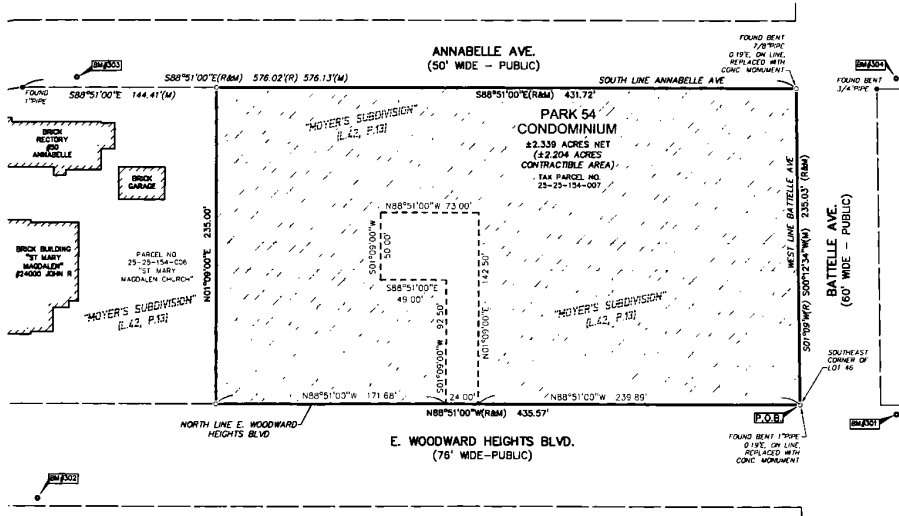 ANNABELLE AVE.
(50' WIDE - PUBLIC)
FOUND BENT
7/8"PIPE
0.19'E, ON LINE,
REPLACED WITH
CONC MONUMENT
BM#303
BM#304
S88°51'00"E(R&M) 576.02'(R) 576.13'(M)
SOUTH LINE ANNABELLE AVE
FOUND
1"PIPE
S88°51'00"E 144.41'(M)
S88°51'00"E(R&M) 431.72'
FOUND BENT
3/4"PIPE
"MOYER'S SUBDIVISION"
(L.42, P.13)
PARK 54
CONDOMINIUM
±2.339 ACRES NET
(±2.204 ACRES
CONTRACTIBLE AREA)
TAX PARCEL NO.
25-25-154-007
BRICK
RECTORY
#50
ANNABELLE
BRICK
GARAGE
BRICK BUILDING
"ST MARY
MAGDALEN"
#24000 JOHN R
PARCEL NO
25-25-154-006
"ST MARY
MAGDALEN CHURCH"
"MOYER'S SUBDIVISION"
(L.42, P.13)
N01°09'00"E 235.00'
N88°51'00"W 73.00'
S01°09'00"W
50.00'
S88°51'00"E
49.00'
S01°09'00"W 92.50'
N01°09'00"E 142.50'
"MOYER'S SUBDIVISION"
(L.42, P.13)
WEST LINE BATTELLE AVE
S01°09'W(R) S00°12'34"W(M) 235.03' (R&M)
BATTELLE AVE.
(60' WIDE - PUBLIC)
SOUTHEAST
CORNER OF
LOT 46
N88°51'00"W 171.68'
24.00'
N88°51'00"W 239.89'
N88°51'00"W(R&M) 435.57'
P.O.B.
BM#301
NORTH LINE E. WOODWARD
HEIGHTS BLVD
E. WOODWARD HEIGHTS BLVD.
(76' WIDE-PUBLIC)
FOUND BENT 1"PIPE
0.19'E, ON LINE,
REPLACED WITH
CONC MONUMENT
BM#302